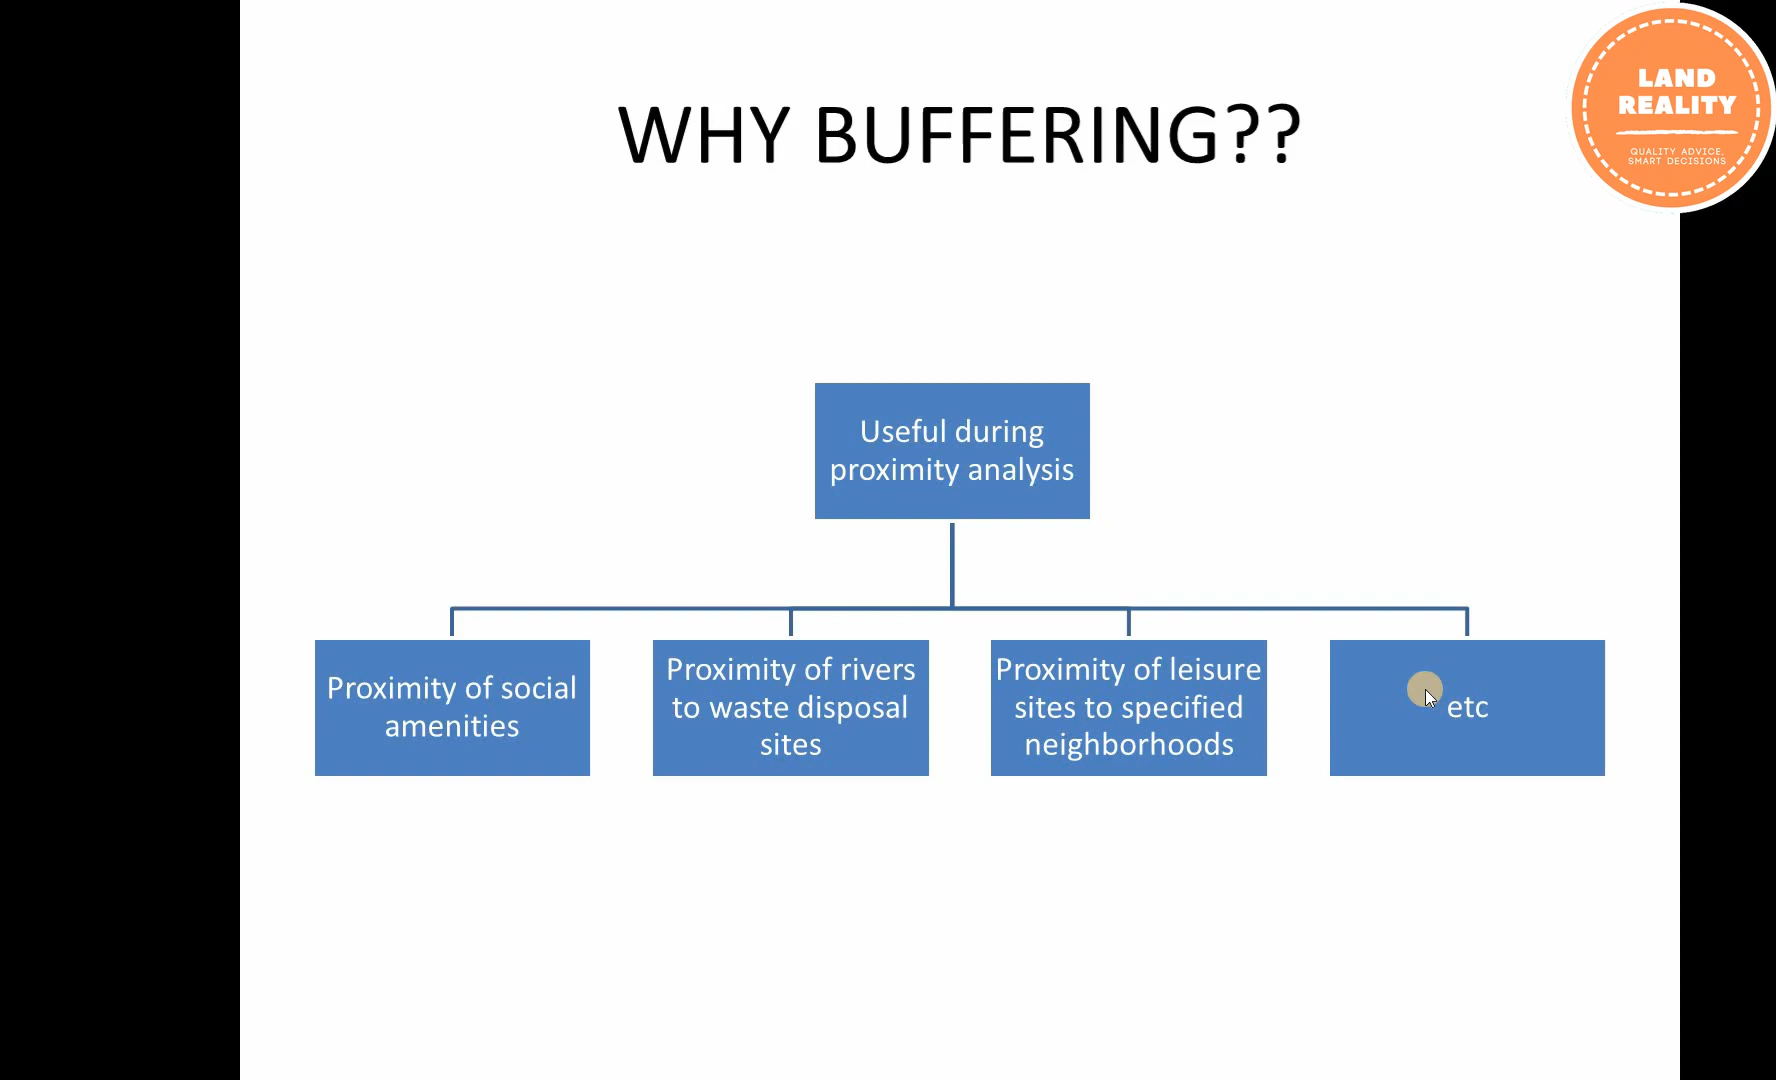 WHY BUFFERING??
LAND
REALITY
QUALITY ADVICE,
SMART DECISIONS
Useful during
proximity analysis
Proximity of social
amenities
Proximity of rivers
to waste disposal
sites
Proximity of leisure
sites to specified
neighborhoods
etc